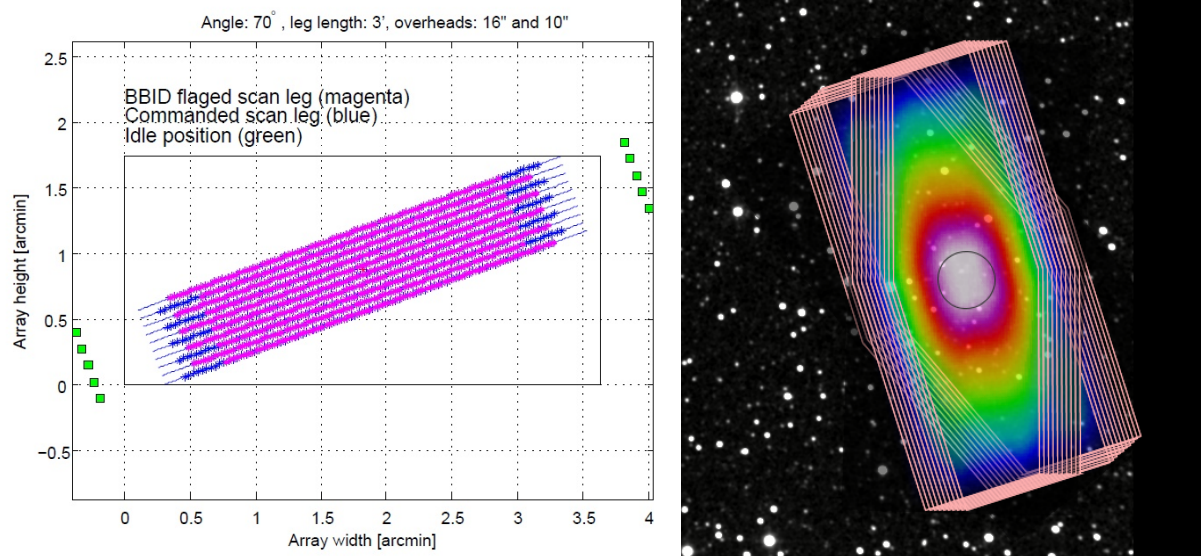 Angle: 70°, leg length: 3', overheads: 16" and 10"
2.5
BBID flaged scan leg (magenta)
Commanded scan leg (blue)
Idle position (green)
2
1.5
1
0.5
0
−0.5
Array height [arcmin]
0 0.5 1 1.5 2 2.5 3 3.5 4
Array width [arcmin]